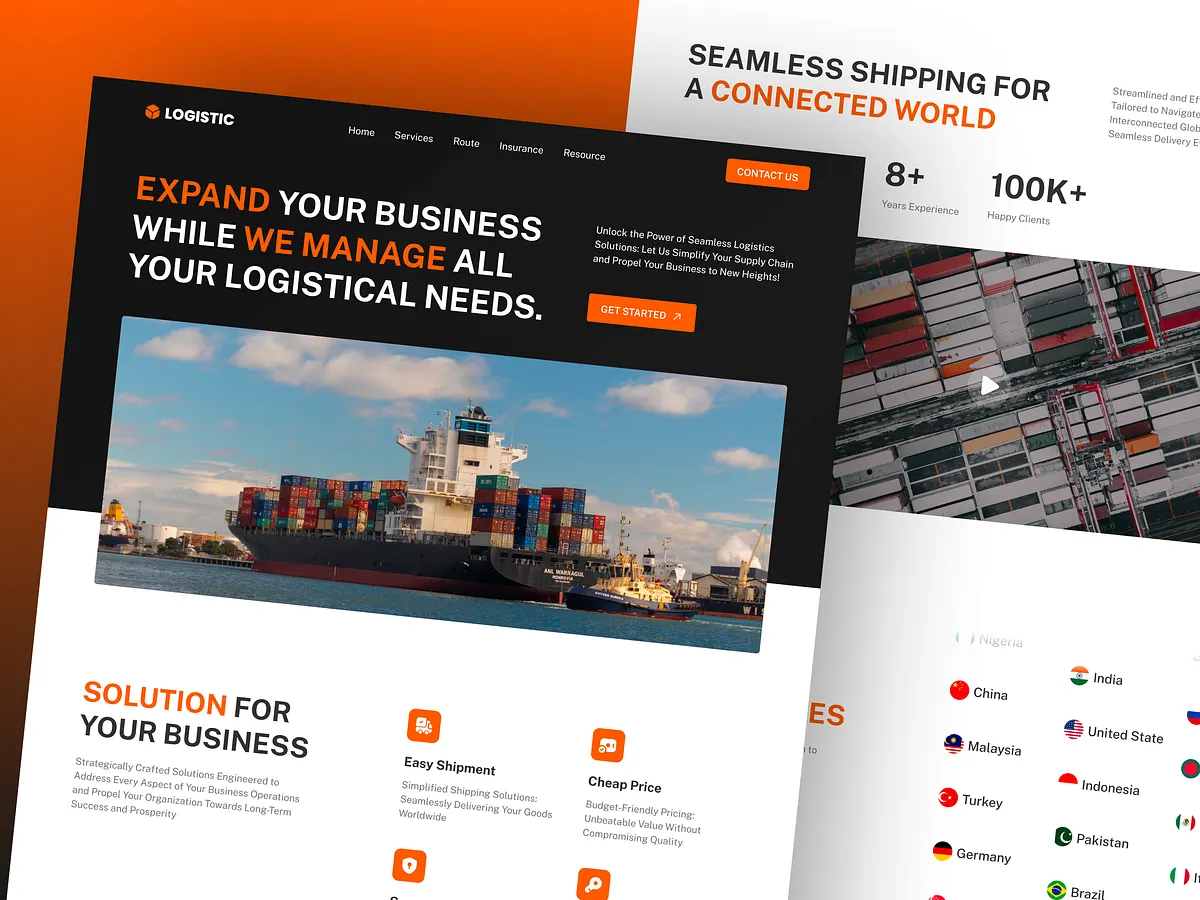 LOGISTIC
Home
Services
Route
Insurance
Resource
CONTACT US
EXPAND YOUR BUSINESS
WHILE WE MANAGE ALL
YOUR LOGISTICAL NEEDS.
Unlock the Power of Seamless Logistics
Solutions: Let Us Simplify Your Supply Chain
and Propel Your Business to New Heights!
GET STARTED
ANL WARRAGUL
MONROVIA
SOLUTION FOR
YOUR BUSINESS
Strategically Crafted Solutions Engineered to
Address Every Aspect of Your Business Operations
and Propel Your Organization Towards Long-Term
Success and Prosperity
Easy Shipment
Simplified Shipping Solutions:
Seamlessly Delivering Your Goods
Worldwide
Cheap Price
Budget-Friendly Pricing:
Unbeatable Value Without
Compromising Quality
SEAMLESS SHIPPING FOR
A CONNECTED WORLD
Streamlined and Ef
Tailored to Navigate
Interconnected Glob
Seamless Delivery E
8+
Years Experience
100K+
Happy Clients
ES
to
Nigeria
China
Malaysia
Turkey
Germany
India
United State
Indonesia
Pakistan
Brazil